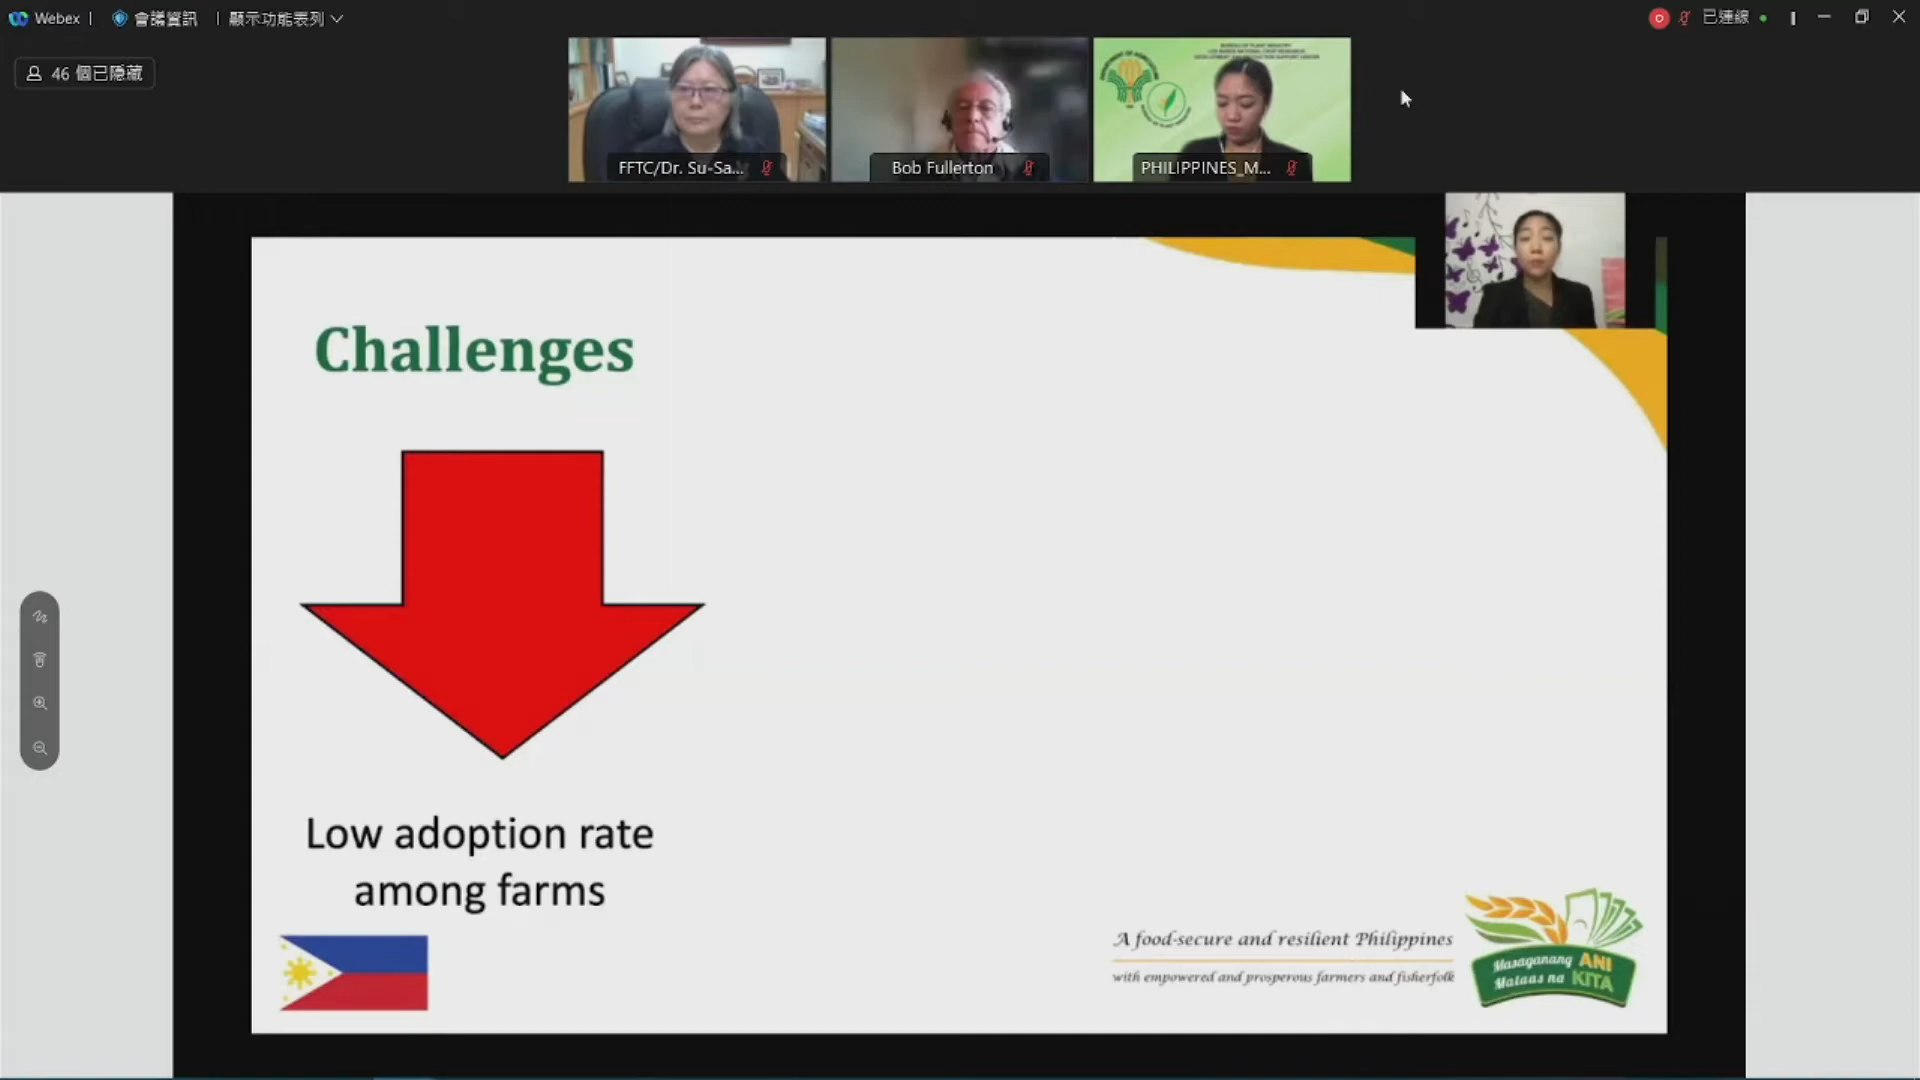 Webex
會議資訊
顯示功能表列
已連線
46 個已隱藏
FFTC/Dr. Su-Sa...
Bob Fullerton
PHILIPPINES_M...
Challenges
Low adoption rate
among farms
A food-secure and resilient Philippines
with empowered and prosperous farmers and fisherfolk
Masaganang ANI
Mataas na KITA